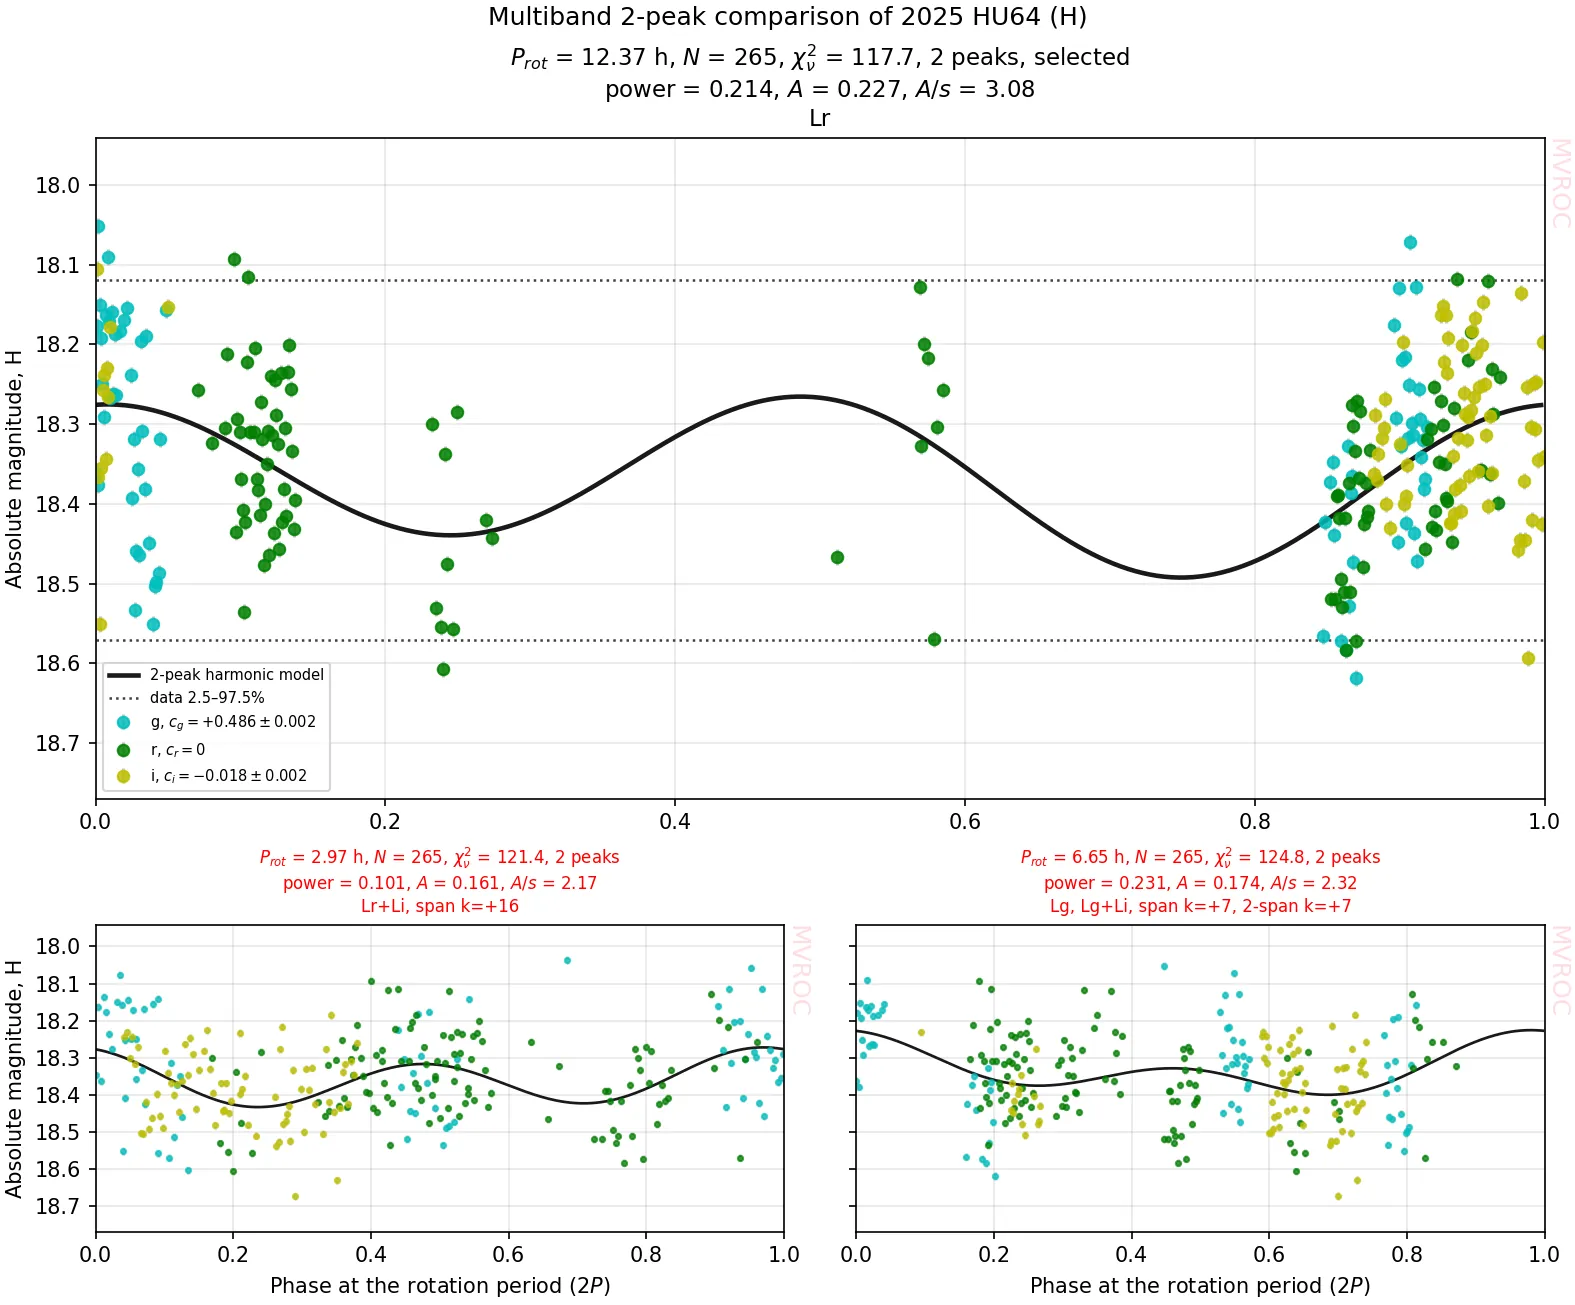 Multiband 2-peak comparison of 2025 HU64 (H)
P_rot = 12.37 h, N = 265, χ²_ν = 117.7, 2 peaks, selected
power = 0.214, A = 0.227, A/s = 3.08
Lr
MVROC
Absolute magnitude, H
18.0
18.1
18.2
18.3
18.4
18.5
18.6
18.7
2-peak harmonic model
data 2.5–97.5%
g, c_g = +0.486 ± 0.002
r, c_r = 0
i, c_i = −0.018 ± 0.002
0.0 0.2 0.4 0.6 0.8 1.0
P_rot = 2.97 h, N = 265, χ²_ν = 121.4, 2 peaks
power = 0.101, A = 0.161, A/s = 2.17
Lr+Li, span k=+16
MVROC
Absolute magnitude, H
18.0
18.1
18.2
18.3
18.4
18.5
18.6
18.7
0.0 0.2 0.4 0.6 0.8 1.0
Phase at the rotation period (2P)
P_rot = 6.65 h, N = 265, χ²_ν = 124.8, 2 peaks
power = 0.231, A = 0.174, A/s = 2.32
Lg, Lg+Li, span k=+7, 2-span k=+7
MVROC
0.0 0.2 0.4 0.6 0.8 1.0
Phase at the rotation period (2P)